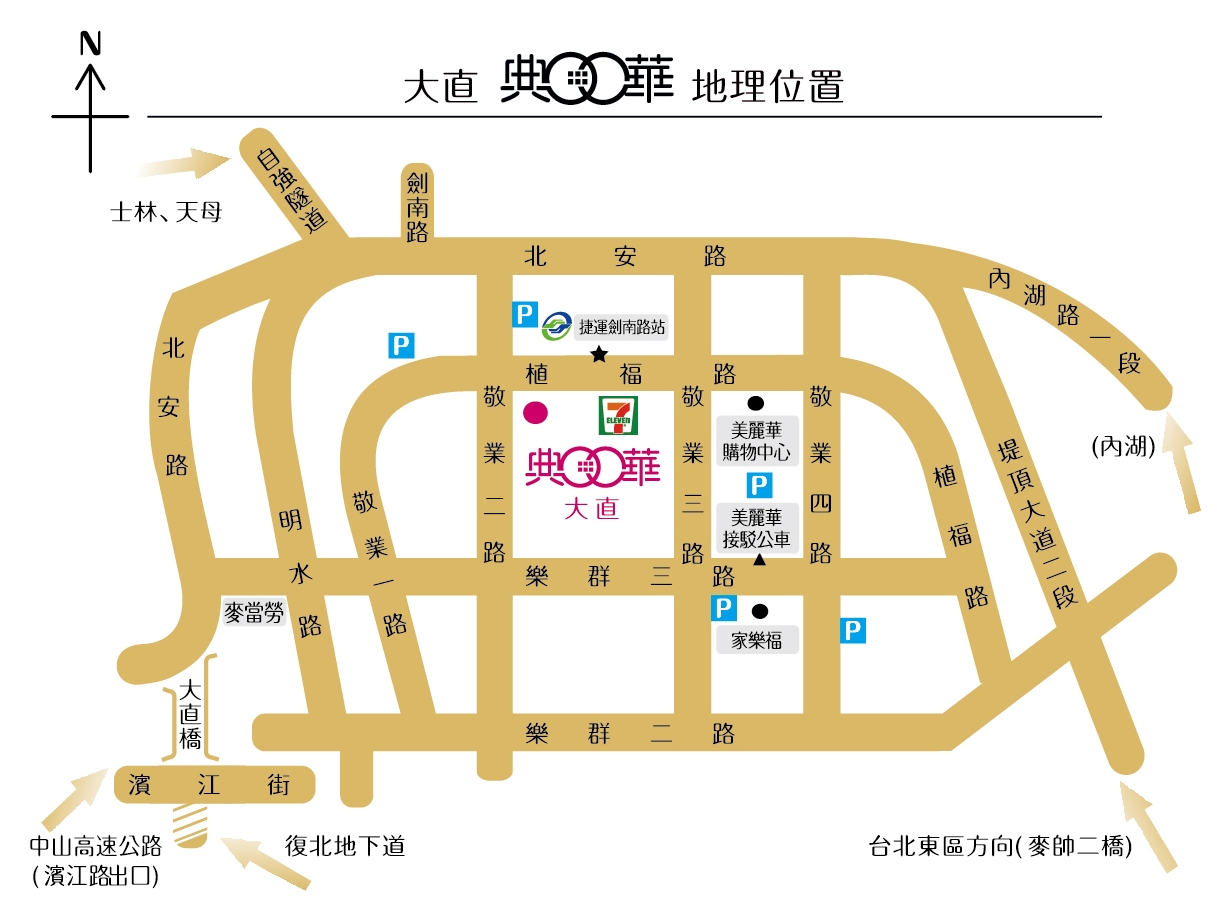 N
大直 典華 地理位置
自強隧道
士林、天母
劍南路
北安路
內湖路一段
P
捷運劍南路站
P
北安路
植福路
敬業二路
7
ELEVEN
典華
大直
敬業三路
美麗華
購物中心
P
美麗華
接駁公車
敬業四路
植福路
堤頂大道二段
(內湖)
明水路
敬業一路
樂群三路
麥當勞
P
家樂福
P
大直橋
樂群二路
濱江街
中山高速公路
(濱江路出口)
復北地下道
台北東區方向(麥帥二橋)